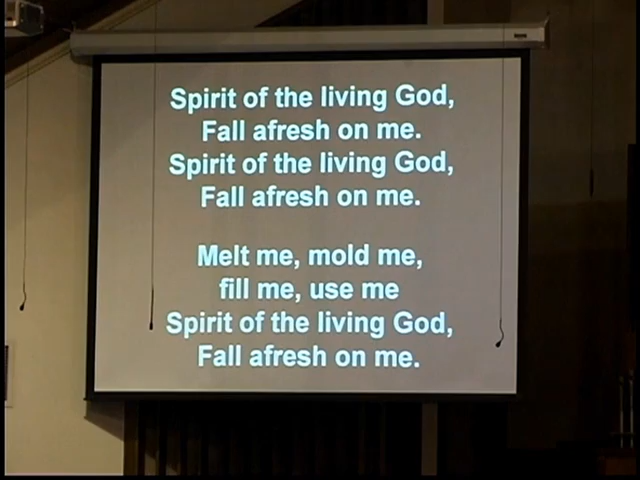 Spirit of the living God,
Fall afresh on me.
Spirit of the living God,
Fall afresh on me.
Melt me, mold me,
fill me, use me
Spirit of the living God,
Fall afresh on me.